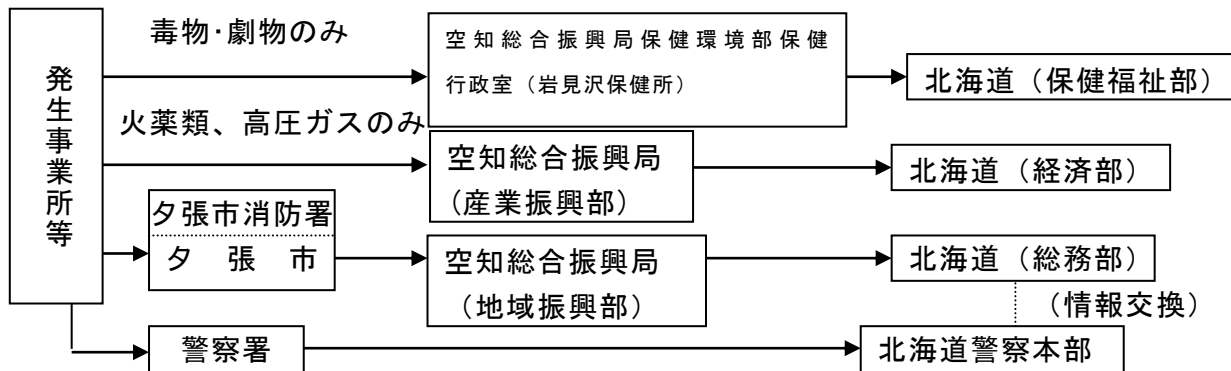 発生事業所等
毒物・劇物のみ
空知総合振興局保健環境部保健
行政室（岩見沢保健所）
北海道（保健福祉部）
火薬類、高圧ガスのみ
空知総合振興局
（産業振興部）
北海道（経済部）
夕張市消防署
夕張市
空知総合振興局
（地域振興部）
北海道（総務部）
（情報交換）
警察署
北海道警察本部